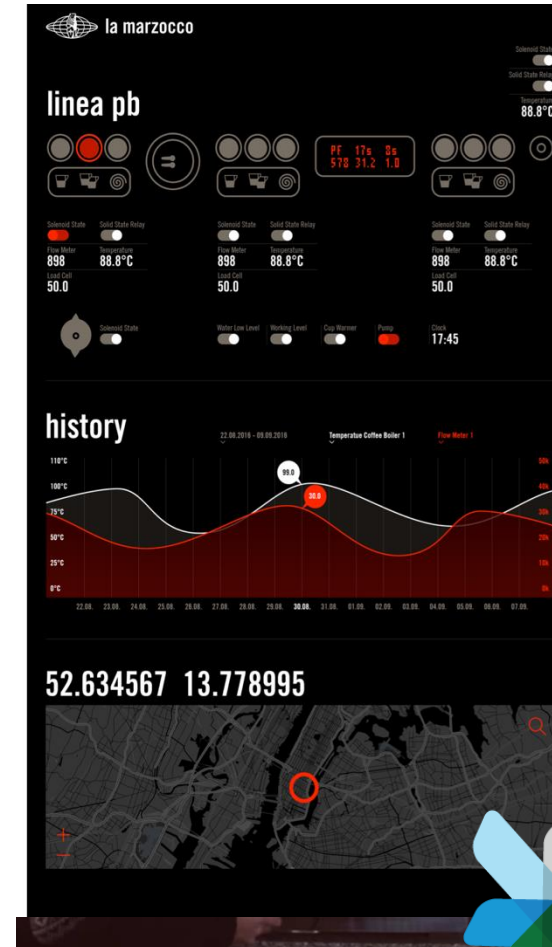 la marzocco
Solenoid State
Solid State Relay
Temperature
88.8°C
linea pb
PF 17s 8s
578 31.2 1.0
Solenoid State Solid State Relay
Solenoid State Solid State Relay
Solenoid State Solid State Relay
Flow Meter Temperature
898 88.8°C
Flow Meter Temperature
898 88.8°C
Flow Meter Temperature
898 88.8°C
Load Cell
50.0
Load Cell
50.0
Load Cell
50.0
Solenoid State
Water Low Level Working Level Cup Warmer Pump Clock
17:45
history
22.08.2016 - 09.09.2016 Temperatue Coffee Boiler 1 Flow Meter 1
110°C 50k
100°C 40k
75°C 30k
50°C 20k
25°C 10k
0°C 0k
99.0
30.0
22.08. 23.08. 24.08. 25.08. 26.08. 27.08. 28.08. 29.08. 30.08. 31.08. 01.09. 02.09. 03.09. 04.09. 05.09. 06.09. 07.09.
52.634567 13.778995